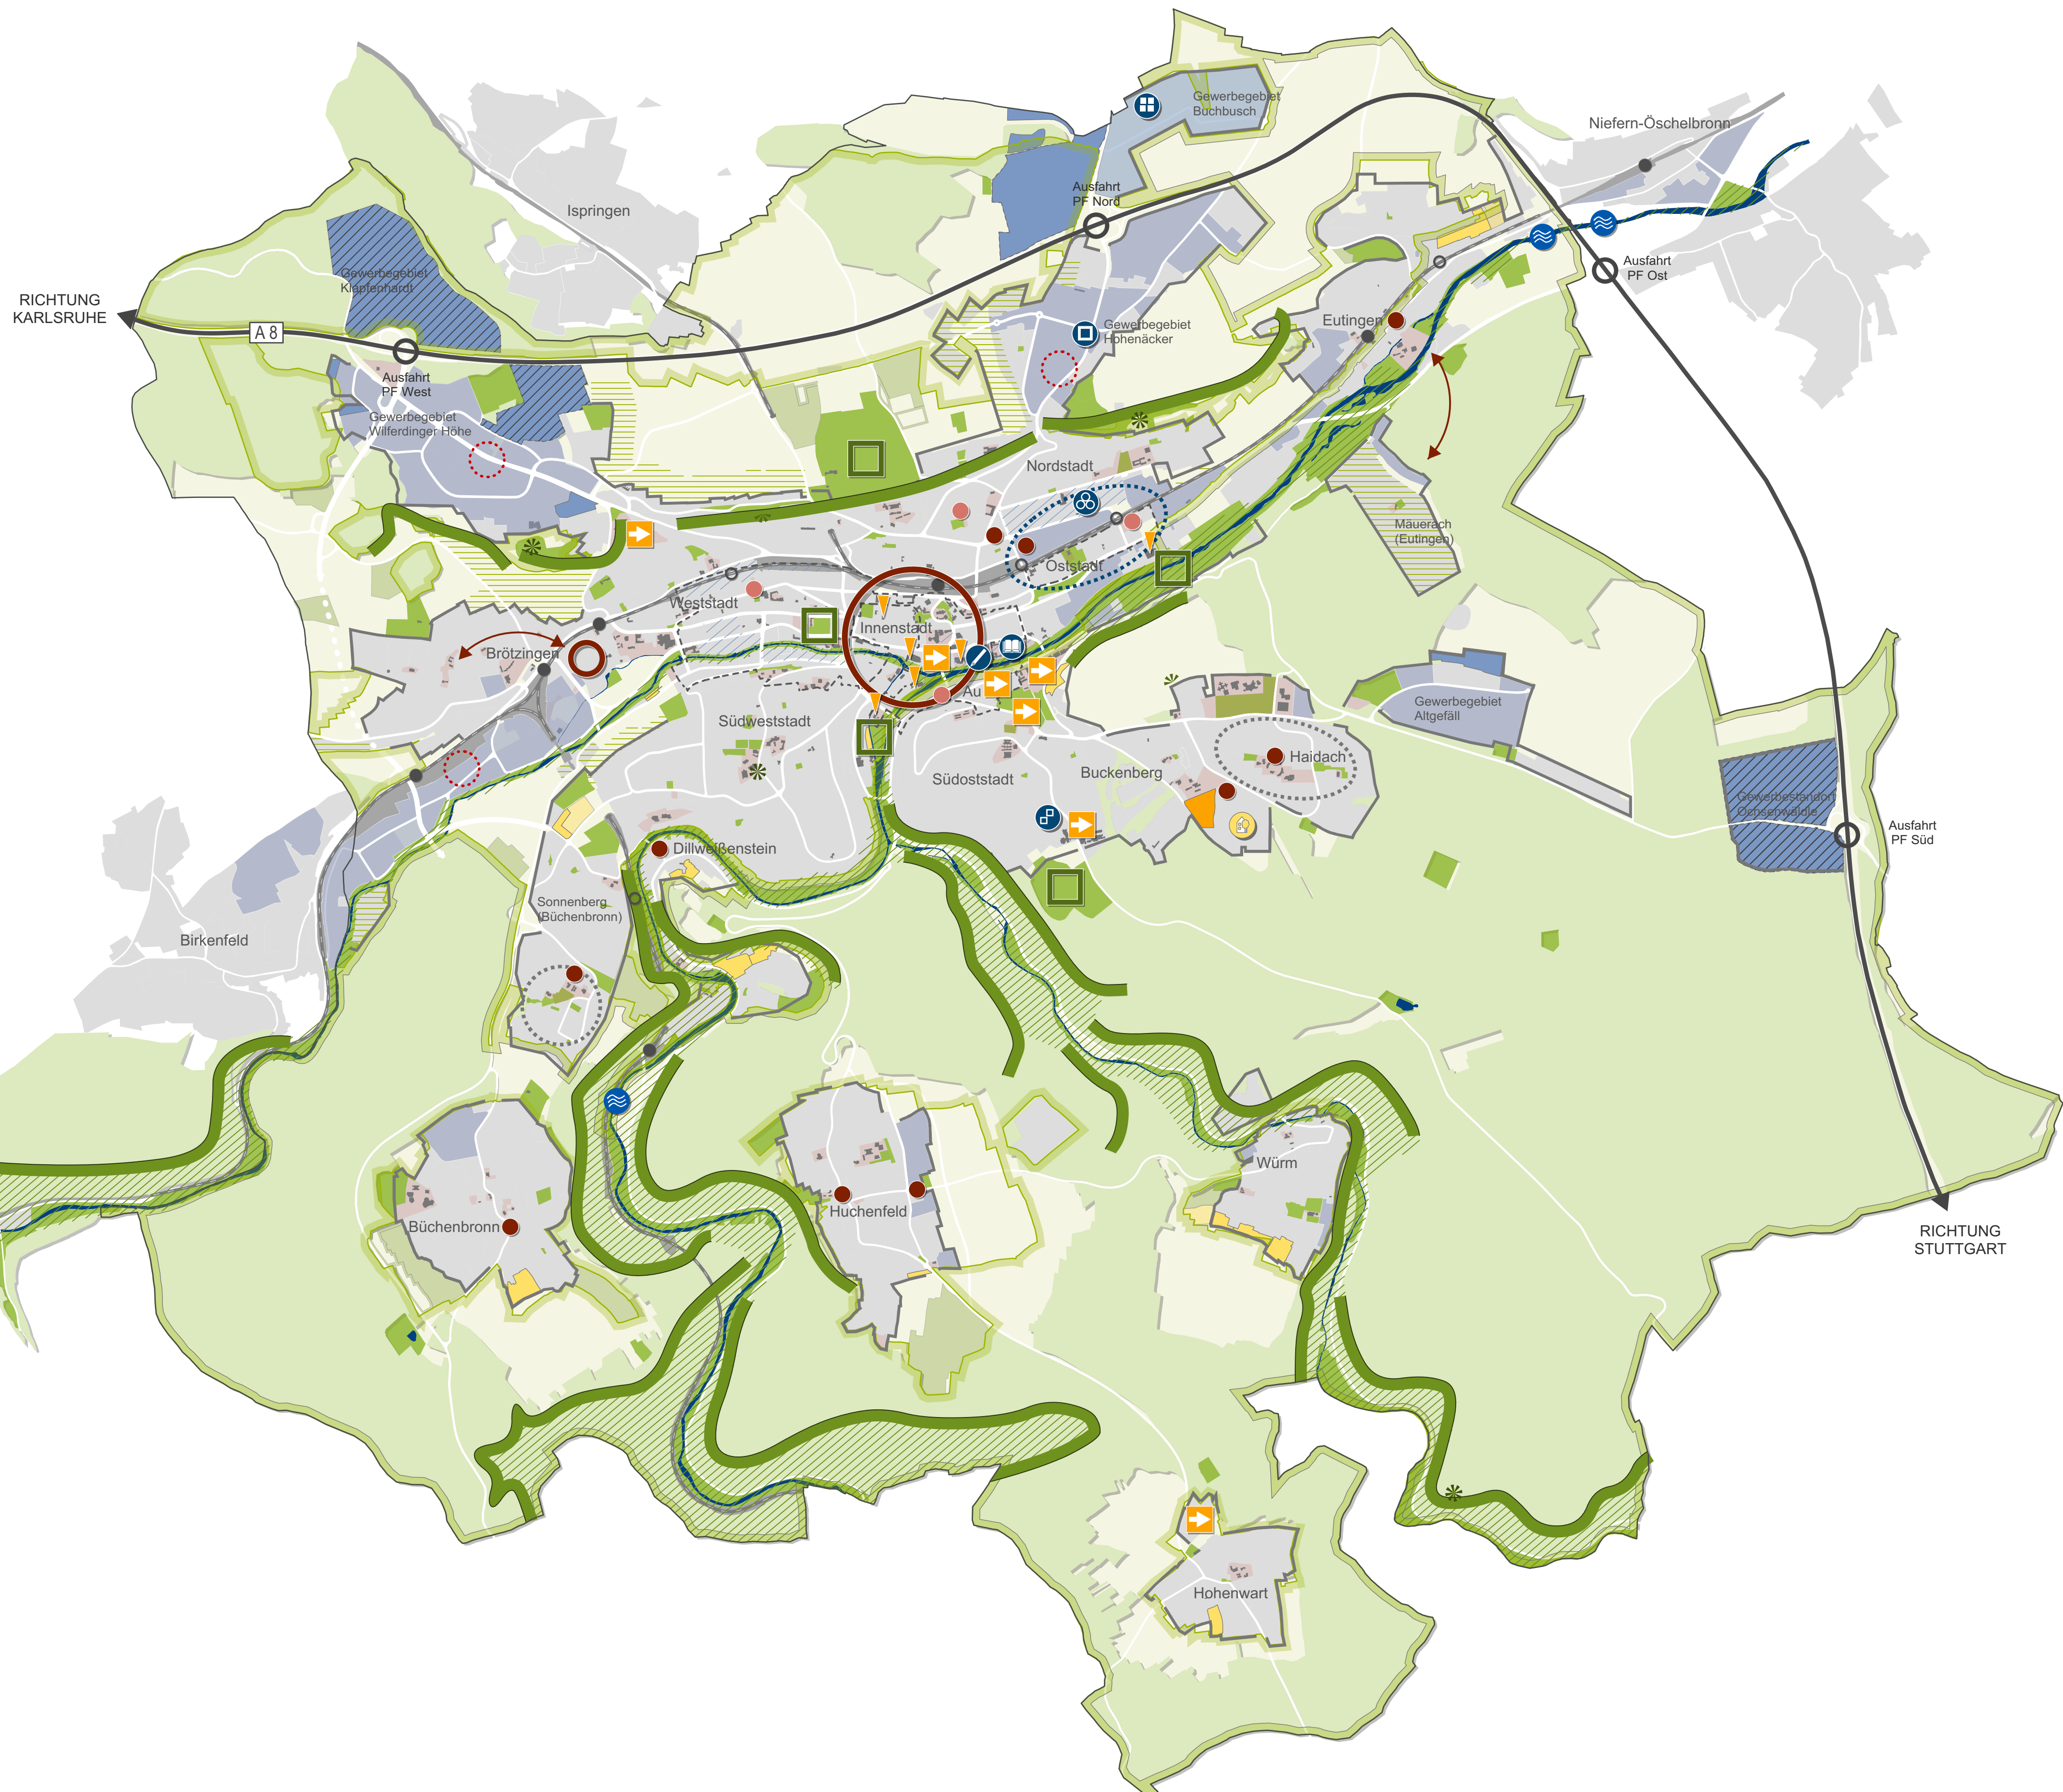 Gewerbegebiet
Buchbusch
Niefern-Öschelbronn
Ausfahrt
PF Nord
Ispringen
Gewerbegebiet
Klapfenhardt
Ausfahrt
PF Ost
RICHTUNG
KARLSRUHE
A 8
Gewerbegebiet
Hohenäcker
Eutingen
Ausfahrt
PF West
Gewerbegebiet
Wilferdinger Höhe
Nordstadt
Mäuerach
(Eutingen)
Oststadt
Weststadt
Innenstadt
Brötzingen
Au
Gewerbegebiet
Altgefäll
Südweststadt
Südoststadt
Buckenberg
Haidach
Gewerbestandort
Ochsenwäldle
Ausfahrt
PF Süd
Dillweißenstein
Sonnenberg
(Büchenbronn)
Birkenfeld
Würm
Huchenfeld
Büchenbronn
RICHTUNG
STUTTGART
Hohenwart